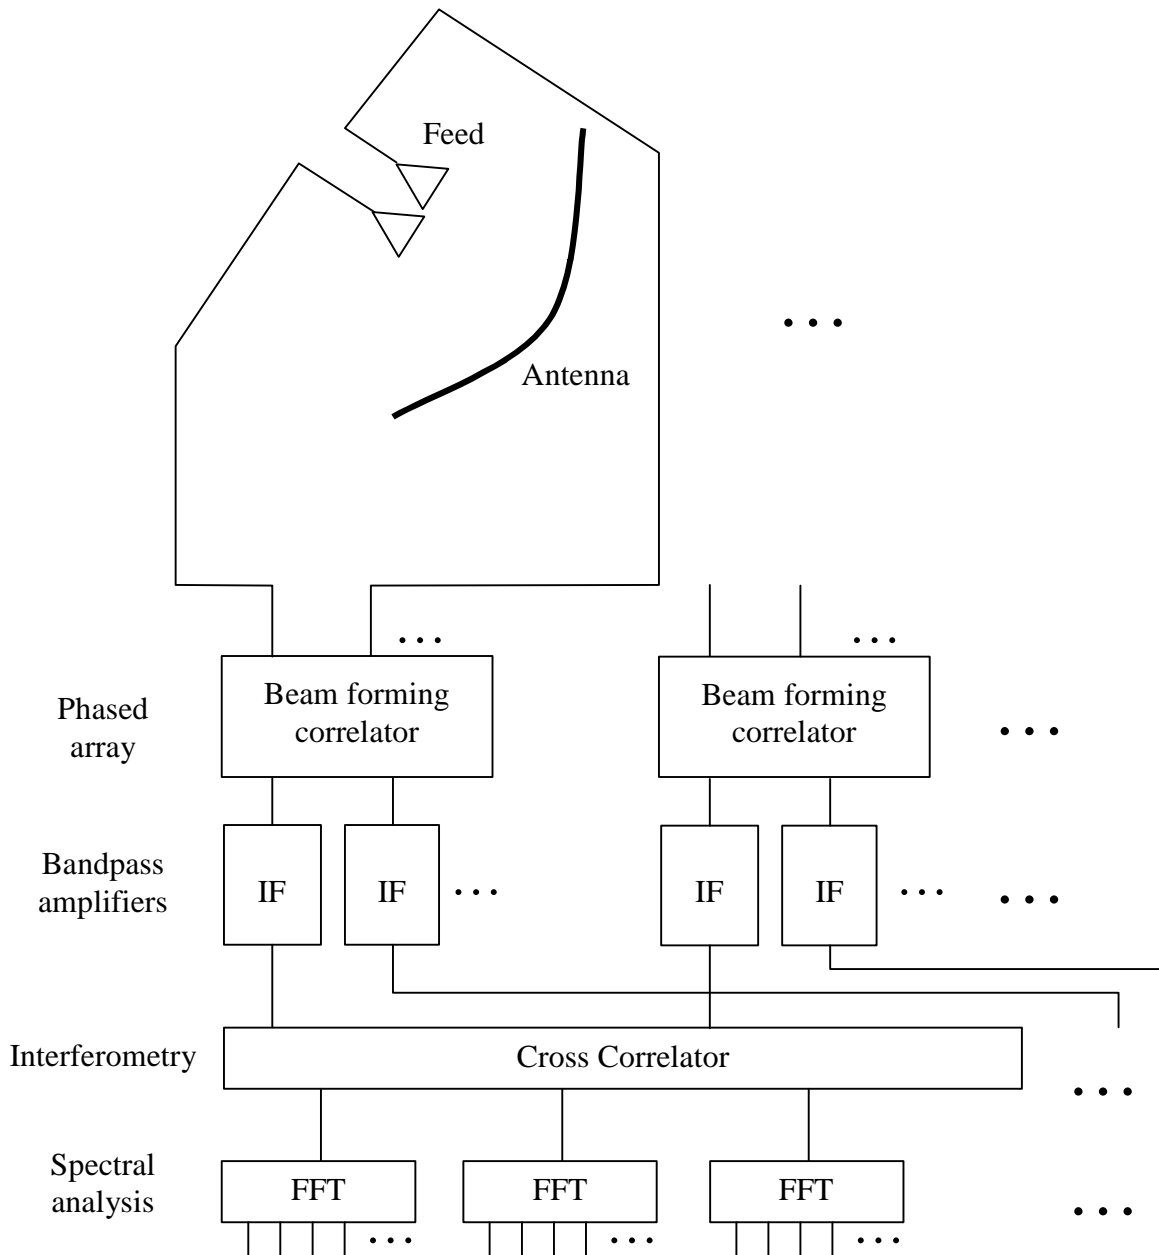 Feed
Antenna
Phased
array
Beam forming
correlator
Beam forming
correlator
Bandpass
amplifiers
IF
IF
IF
IF
Interferometry
Cross Correlator
Spectral
analysis
FFT
FFT
FFT